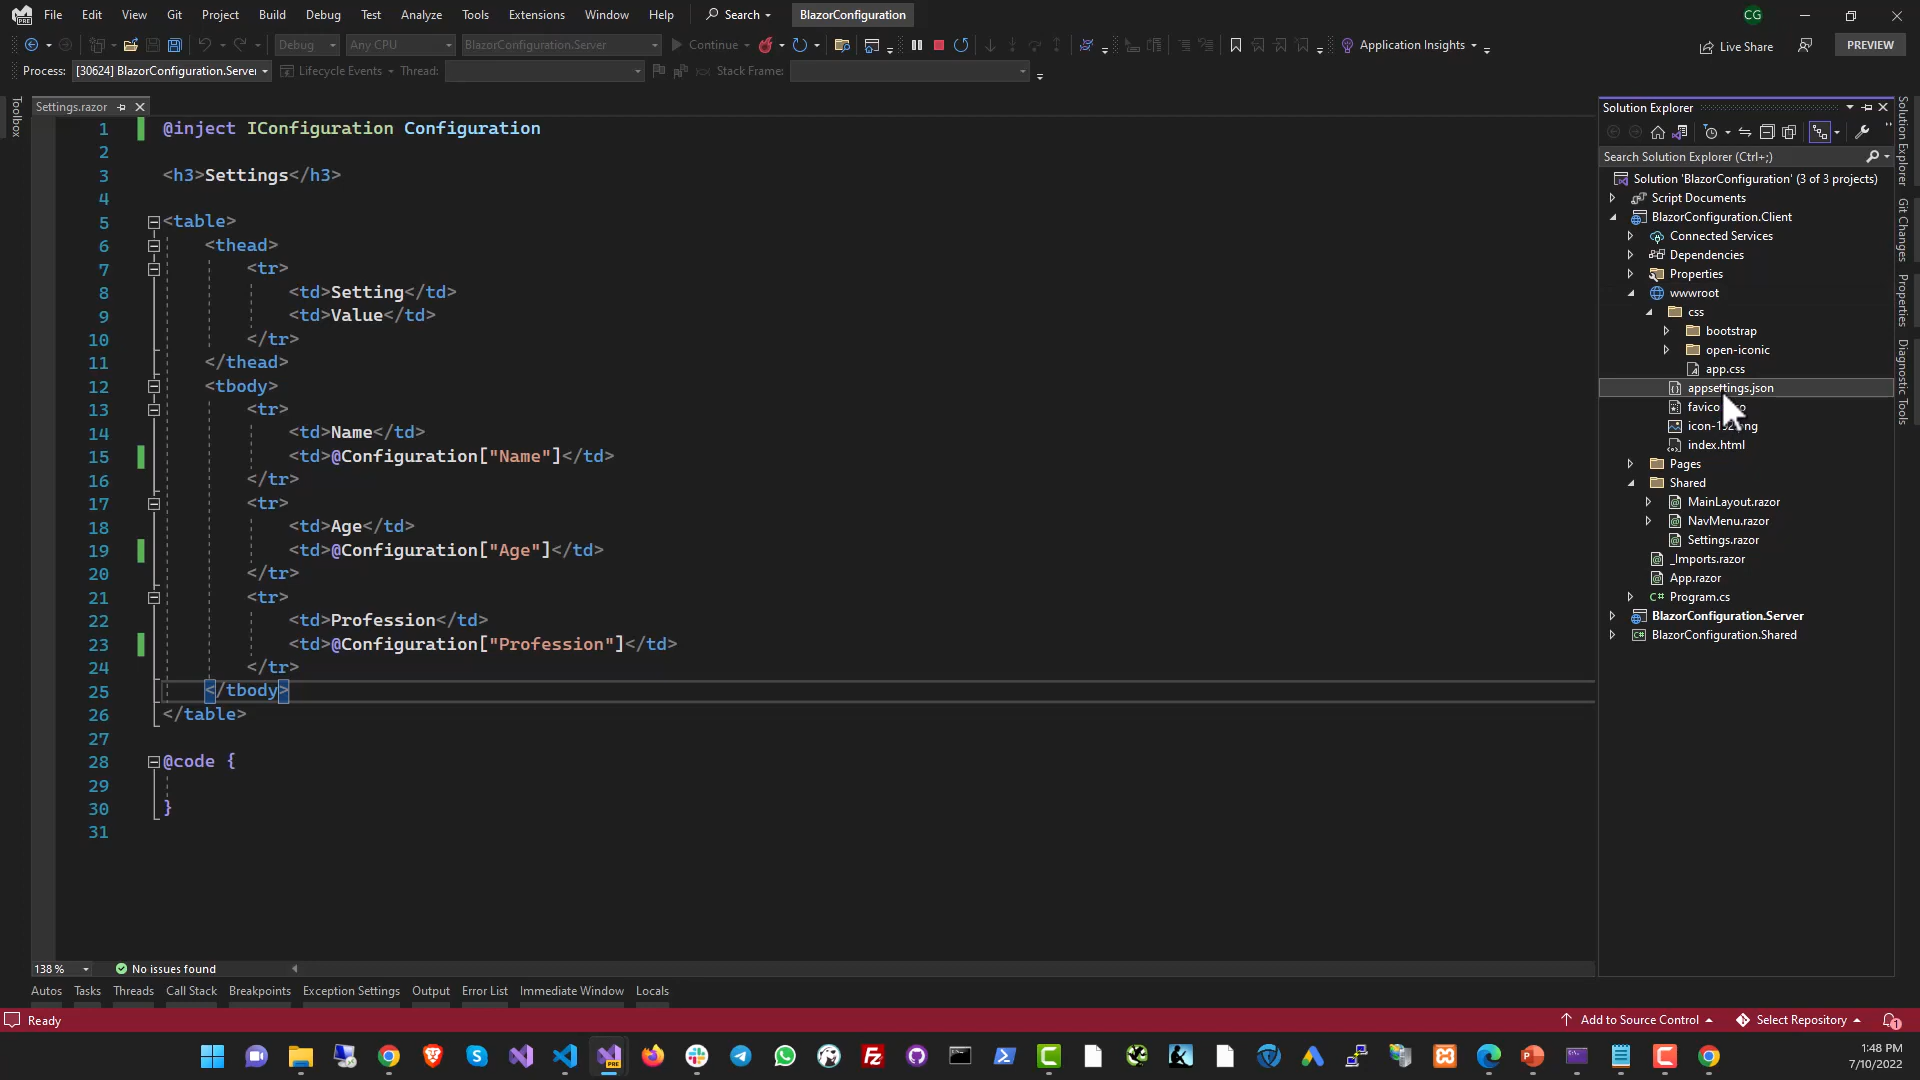 File Edit View Git Project Build Debug Test Analyze Tools Extensions Window Help Search BlazorConfiguration CG
Debug Any CPU BlazorConfiguration.Server Continue Application Insights Live Share PREVIEW
Process: [30624] BlazorConfiguration.Server Lifecycle Events Thread: Stack Frame:
Toolbox
Settings.razor
1 @inject IConfiguration Configuration
2
3 <h3>Settings</h3>
4
5 <table>
6 <thead>
7 <tr>
8 <td>Setting</td>
9 <td>Value</td>
10 </tr>
11 </thead>
12 <tbody>
13 <tr>
14 <td>Name</td>
15 <td>@Configuration["Name"]</td>
16 </tr>
17 <tr>
18 <td>Age</td>
19 <td>@Configuration["Age"]</td>
20 </tr>
21 <tr>
22 <td>Profession</td>
23 <td>@Configuration["Profession"]</td>
24 </tr>
25 </tbody>
26 </table>
27
28 @code {
29
30 }
31
138 % No issues found
Solution Explorer
Search Solution Explorer (Ctrl+;)
Solution 'BlazorConfiguration' (3 of 3 projects)
Script Documents
BlazorConfiguration.Client
Connected Services
Dependencies
Properties
wwwroot
css
bootstrap
open-iconic
app.css
appsettings.json
index.html
Pages
Shared
MainLayout.razor
NavMenu.razor
Settings.razor
_Imports.razor
App.razor
C# Program.cs
BlazorConfiguration.Server
C# BlazorConfiguration.Shared
Solution Explorer
Git Changes
Properties
Diagnostic Tools
Autos Tasks Threads Call Stack Breakpoints Exception Settings Output Error List Immediate Window Locals
Ready Add to Source Control Select Repository 1
1:48 PM
7/10/2022